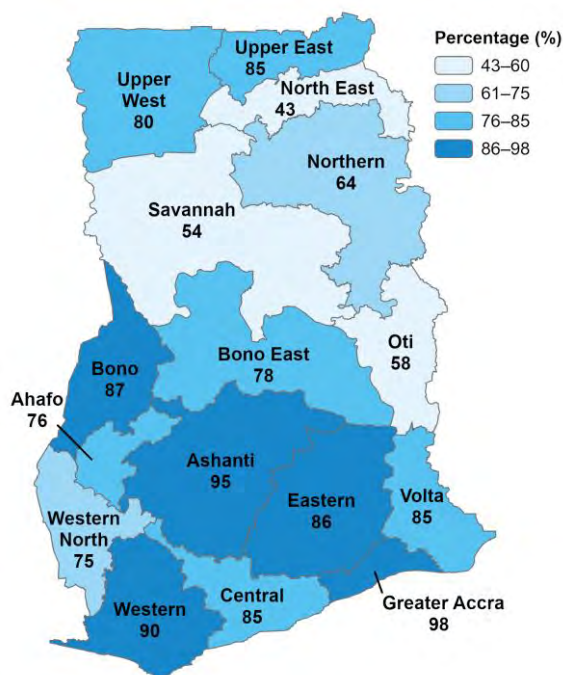 Percentage (%)
43–60
61–75
76–85
86–98
Upper East
85
Upper
West
80
North East
43
Northern
64
Savannah
54
Oti
58
Bono East
78
Bono
87
Ahafo
76
Ashanti
95
Eastern
86
Volta
85
Western
North
75
Western
90
Central
85
Greater Accra
98